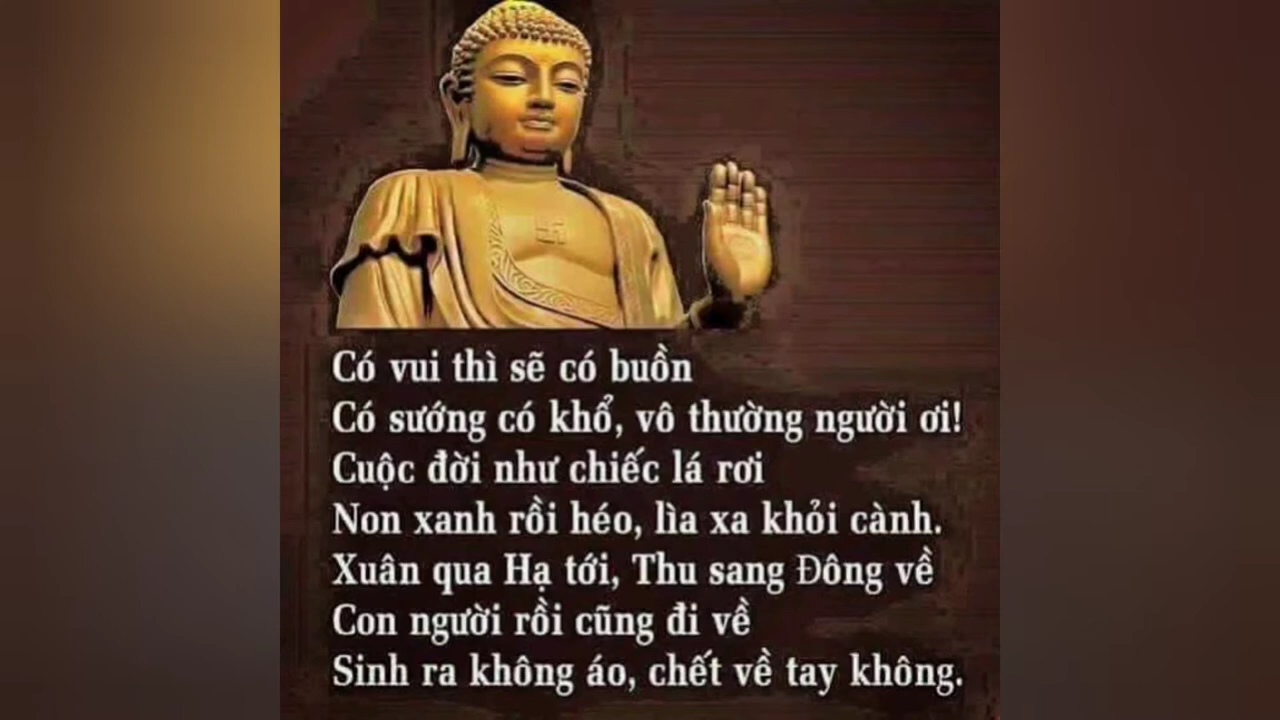 Có vui thì sẽ có buồn
Có sướng có khổ, vô thường người ơi!
Cuộc đời như chiếc lá rơi
Non xanh rồi héo, lìa xa khỏi cành.
Xuân qua Hạ tới, Thu sang Đông về
Con người rồi cũng đi về
Sinh ra không áo, chết về tay không.